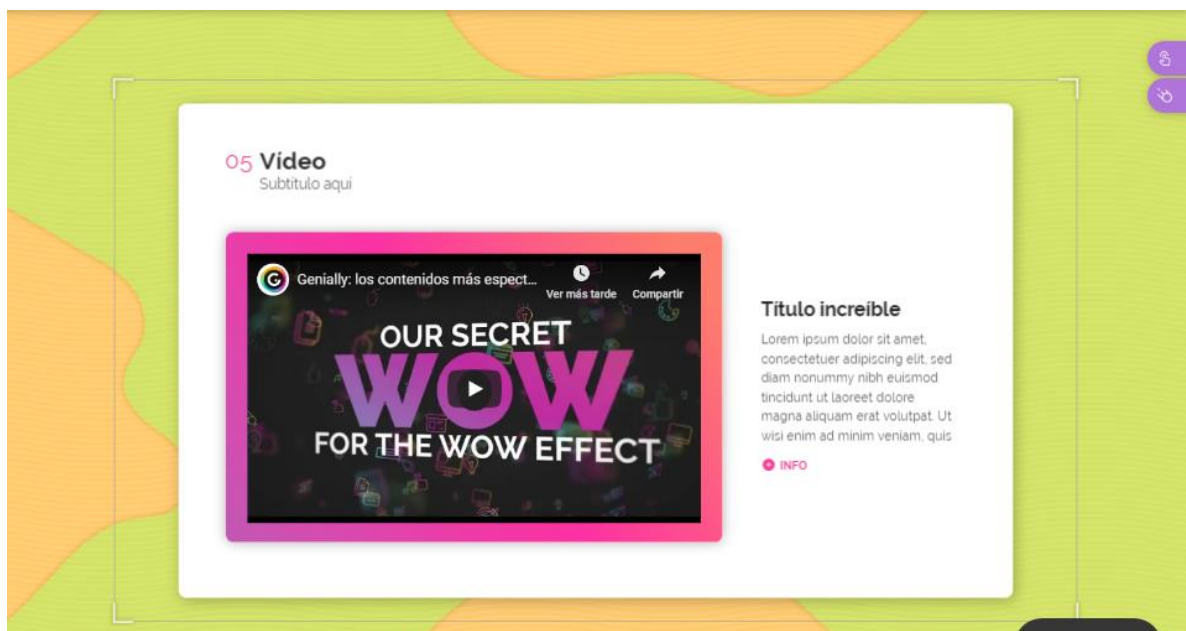 05 Vídeo
Subtítulo aquí
G Genially: los contenidos más espect...
Ver más tarde
Compartir
OUR SECRET
WOW
FOR THE WOW EFFECT
Título increíble
Lorem ipsum dolor sit amet,
consectetuer adipiscing elit, sed
diam nonummy nibh euismod
tincidunt ut laoreet dolore
magna aliquam erat volutpat. Ut
wisi enim ad minim veniam, quis
INFO